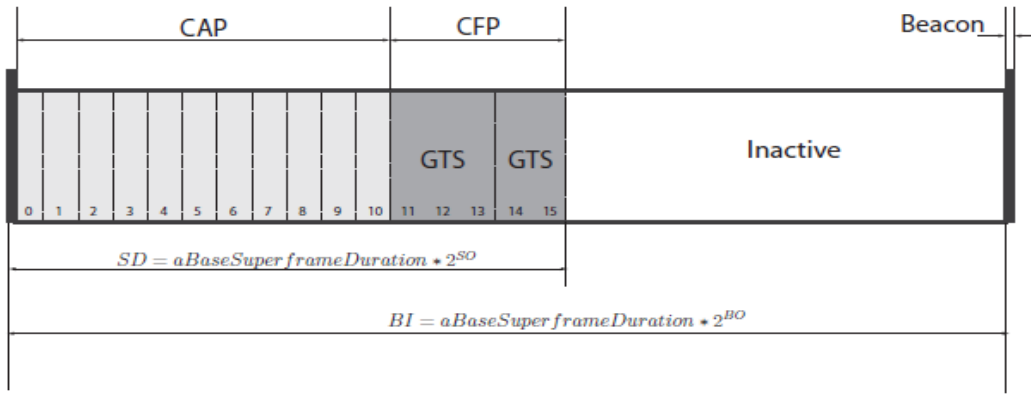 CAP CFP Beacon
GTS GTS Inactive
0 1 2 3 4 5 6 7 8 9 10 11 12 13 14 15
SD = aBaseSuperframeDuration * 2^SO
BI = aBaseSuperframeDuration * 2^BO